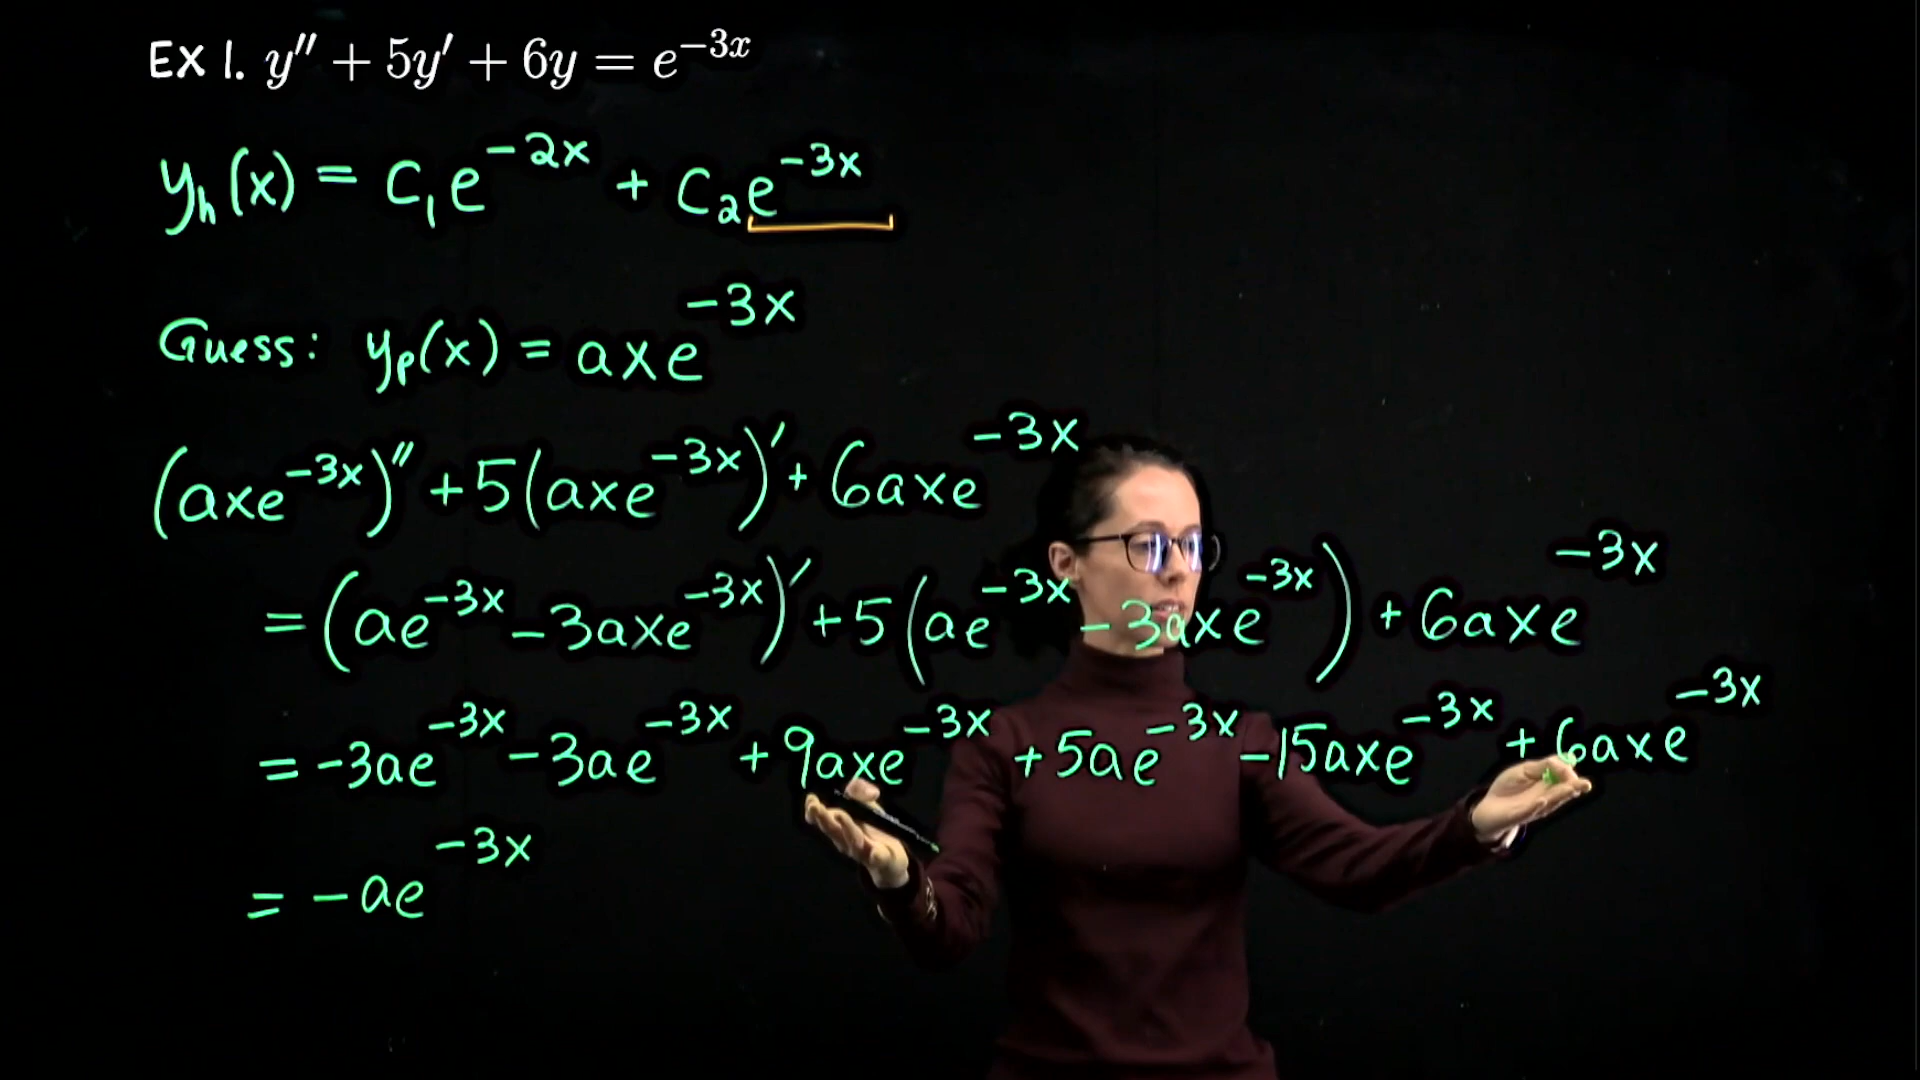 EX 1. y″ + 5y′ + 6y = e^{-3x}
y_h(x) = c_1e^{-2x} + c_2e^{-3x}
Guess: y_p(x) = axe^{-3x}
(axe^{-3x})″ + 5(axe^{-3x})′ + 6axe^{-3x}
= (ae^{-3x} - 3axe^{-3x})′ + 5(ae^{-3x} - 3axe^{-3x}) + 6axe^{-3x}
= -3ae^{-3x} - 3ae^{-3x} + 9axe^{-3x} + 5ae^{-3x} - 15axe^{-3x} + 6axe^{-3x}
= -ae^{-3x}